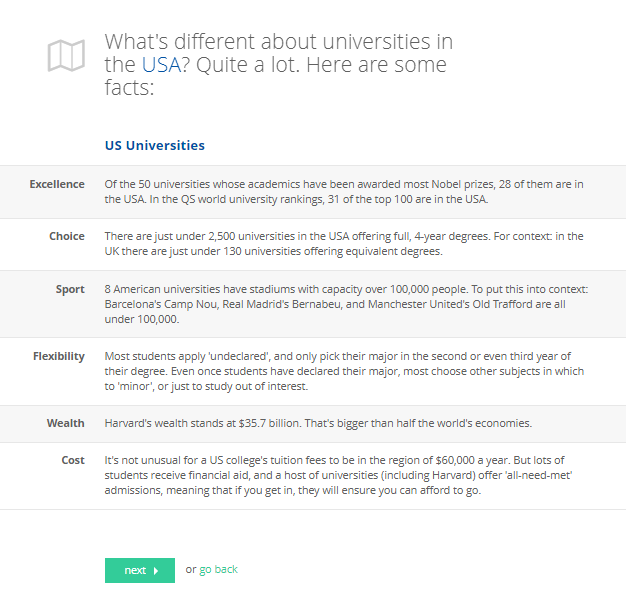 What's different about universities in
the USA? Quite a lot. Here are some
facts:
US Universities
Excellence
Of the 50 universities whose academics have been awarded most Nobel prizes, 28 of them are in
the USA. In the QS world university rankings, 31 of the top 100 are in the USA.
Choice
There are just under 2,500 universities in the USA offering full, 4-year degrees. For context: in the
UK there are just under 130 universities offering equivalent degrees.
Sport
8 American universities have stadiums with capacity over 100,000 people. To put this into context:
Barcelona's Camp Nou, Real Madrid's Bernabeu, and Manchester United's Old Trafford are all
under 100,000.
Flexibility
Most students apply 'undeclared', and only pick their major in the second or even third year of
their degree. Even once students have declared their major, most choose other subjects in which
to 'minor', or just to study out of interest.
Wealth
Harvard's wealth stands at $35.7 billion. That's bigger than half the world's economies.
Cost
It's not unusual for a US college's tuition fees to be in the region of $60,000 a year. But lots of
students receive financial aid, and a host of universities (including Harvard) offer 'all-need-met'
admissions, meaning that if you get in, they will ensure you can afford to go.
next or go back